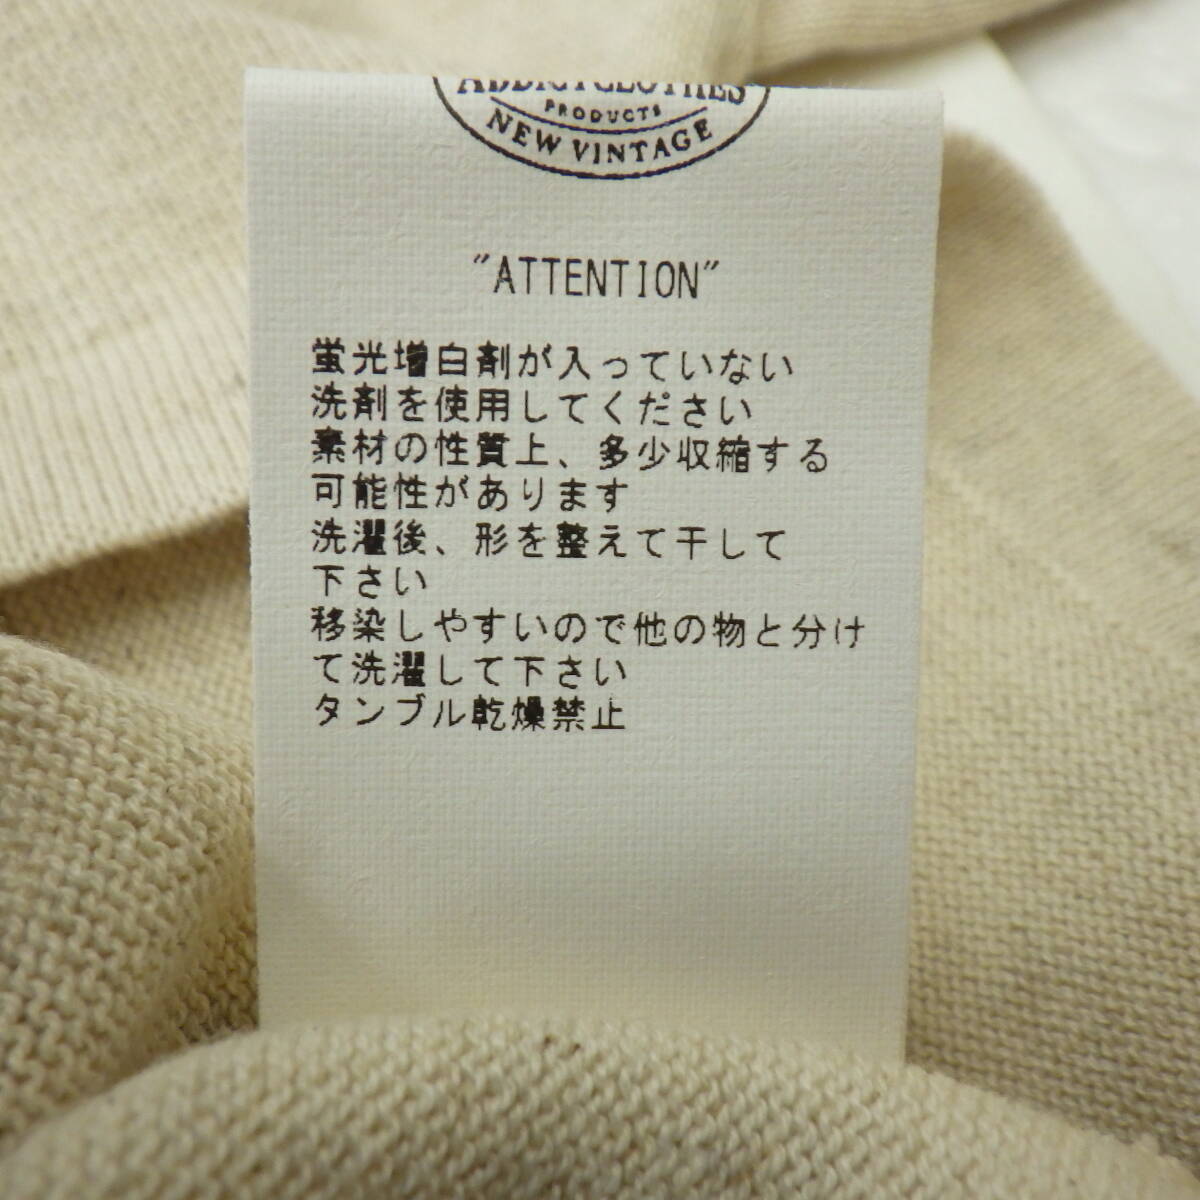 ADDICT CLOTHES
PRODUCTS
NEW VINTAGE
"ATTENTION"
蛍光増白剤が入っていない
洗剤を使用してください
素材の性質上、多少収縮する
可能性があります
洗濯後、形を整えて干して
下さい
移染しやすいので他の物と分け
て洗濯して下さい
タンブル乾燥禁止